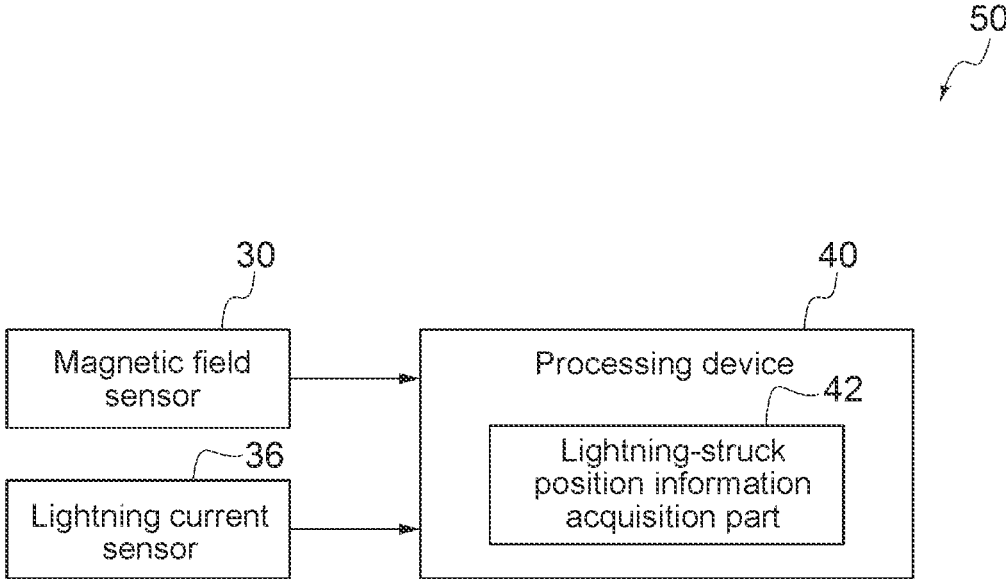 50
30
Magnetic field
sensor
36
Lightning current
sensor
40
Processing device
42
Lightning-struck
position information
acquisition part